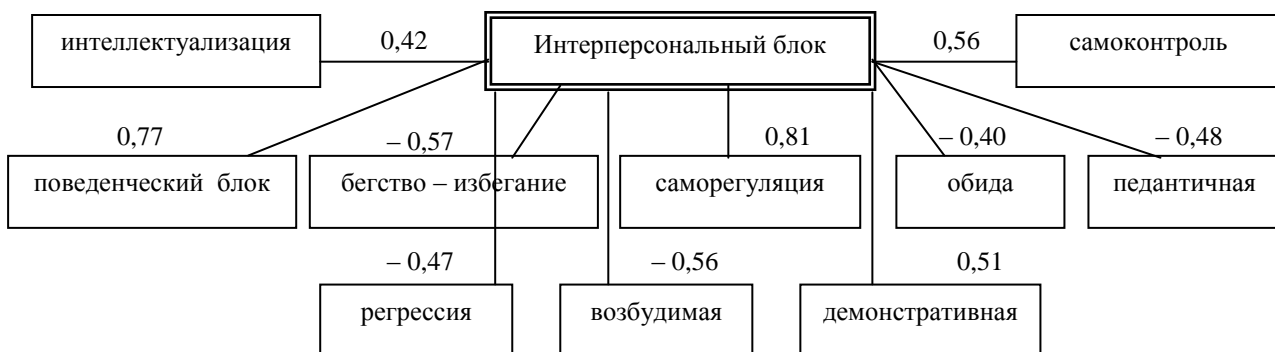 интеллектуализация
0,42
Интерперсональный блок
0,56
самоконтроль
0,77
– 0,57
0,81
– 0,40
– 0,48
поведенческий блок
бегство – избегание
саморегуляция
обида
педантичная
– 0,47
– 0,56
0,51
регрессия
возбудимая
демонстративная